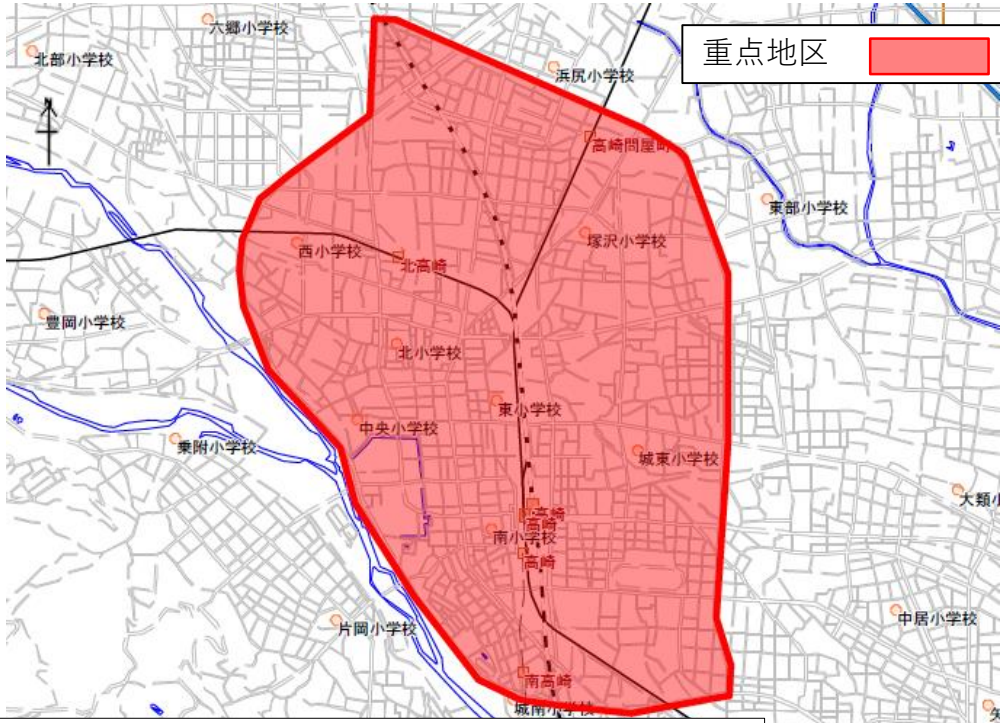 六郷小学校
北部小学校
浜尻小学校
重点地区
N
高崎問屋町
東部小学校
塚沢小学校
西小学校
北高崎
豊岡小学校
北小学校
東小学校
中央小学校
乗附小学校
城東小学校
大類小
高崎
高崎
南小学校
高崎
片岡小学校
中居小学校
南高崎
城南小学校